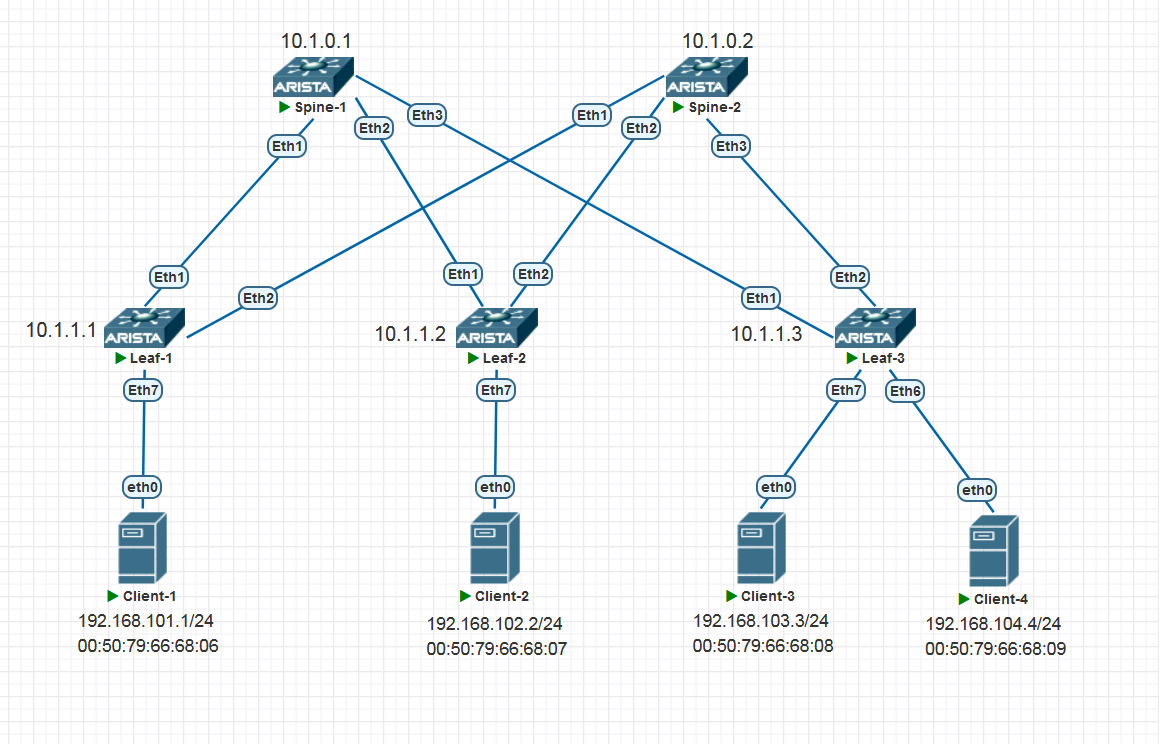 10.1.0.1
10.1.0.2
ARISTA
ARISTA
Spine-1
Spine-2
Eth1
Eth2
Eth3
Eth1
Eth2
Eth3
Eth1
Eth2
Eth1
Eth2
Eth1
Eth2
10.1.1.1
ARISTA
10.1.1.2
ARISTA
10.1.1.3
ARISTA
Leaf-1
Leaf-2
Leaf-3
Eth7
Eth7
Eth7
Eth6
eth0
eth0
eth0
eth0
Client-1
Client-2
Client-3
Client-4
192.168.101.1/24
192.168.102.2/24
192.168.103.3/24
192.168.104.4/24
00:50:79:66:68:06
00:50:79:66:68:07
00:50:79:66:68:08
00:50:79:66:68:09